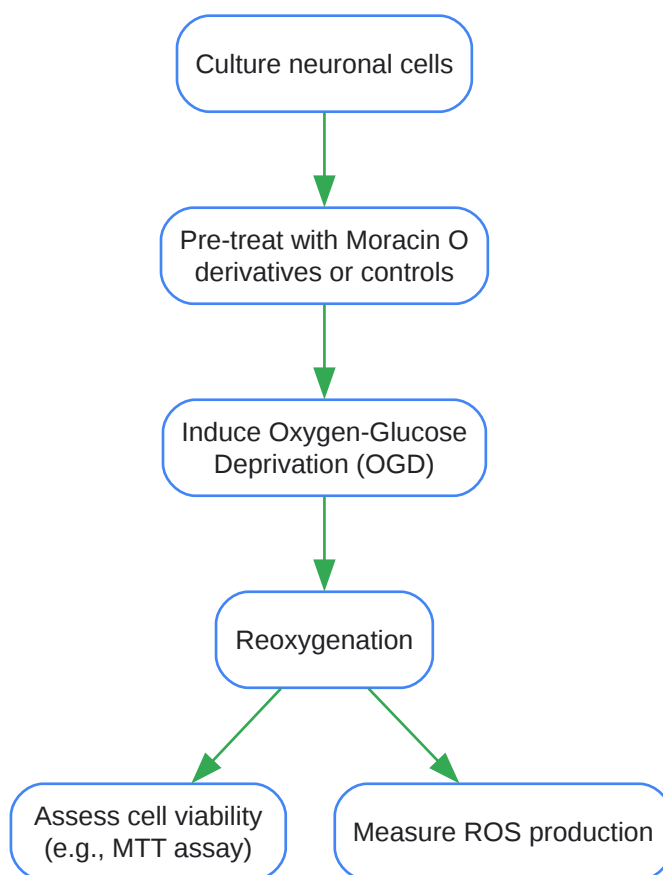 Culture neuronal cells
Pre-treat with Moracin O
derivatives or controls
Induce Oxygen-Glucose
Deprivation (OGD)
Reoxygenation
Assess cell viability
(e.g., MTT assay)
Measure ROS production